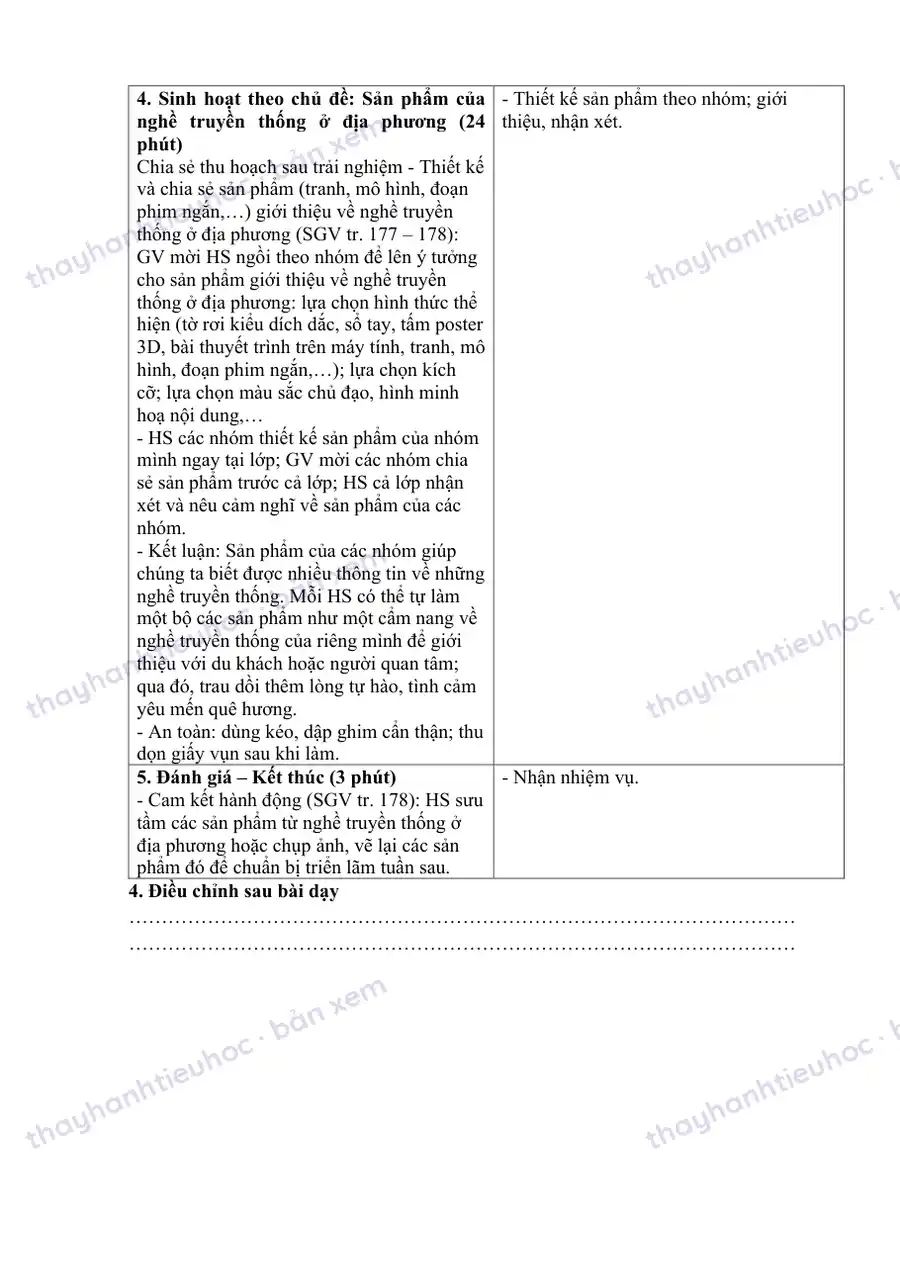 4. Sinh hoạt theo chủ đề: Sản phẩm của
nghề truyền thống ở địa phương (24
phút)
Chia sẻ thu hoạch sau trải nghiệm - Thiết kế
và chia sẻ sản phẩm (tranh, mô hình, đoạn
phim ngắn,…) giới thiệu về nghề truyền
thống ở địa phương (SGV tr. 177 – 178):
GV mời HS ngồi theo nhóm để lên ý tưởng
cho sản phẩm giới thiệu về nghề truyền
thống ở địa phương: lựa chọn hình thức thể
hiện (tờ rơi kiểu dích dắc, sổ tay, tấm poster
3D, bài thuyết trình trên máy tính, tranh, mô
hình, đoạn phim ngắn,…); lựa chọn kích
cỡ; lựa chọn màu sắc chủ đạo, hình minh
hoạ nội dung,…
- HS các nhóm thiết kế sản phẩm của nhóm
mình ngay tại lớp; GV mời các nhóm chia
sẻ sản phẩm trước cả lớp; HS cả lớp nhận
xét và nêu cảm nghĩ về sản phẩm của các
nhóm.
- Kết luận: Sản phẩm của các nhóm giúp
chúng ta biết được nhiều thông tin về những
nghề truyền thống. Mỗi HS có thể tự làm
một bộ các sản phẩm như một cẩm nang về
nghề truyền thống của riêng mình để giới
thiệu với du khách hoặc người quan tâm;
qua đó, trau dồi thêm lòng tự hào, tình cảm
yêu mến quê hương.
- An toàn: dùng kéo, dập ghim cẩn thận; thu
dọn giấy vụn sau khi làm.
- Thiết kế sản phẩm theo nhóm; giới
thiệu, nhận xét.
5. Đánh giá – Kết thúc (3 phút)
- Cam kết hành động (SGV tr. 178): HS sưu
tầm các sản phẩm từ nghề truyền thống ở
địa phương hoặc chụp ảnh, vẽ lại các sản
phẩm đó để chuẩn bị triển lãm tuần sau.
- Nhận nhiệm vụ.
4. Điều chỉnh sau bài dạy
…………………………………………………………………………………………
…………………………………………………………………………………………
thayhanhtieuhoc · bản xem
thayhanhtieuhoc · b
thayhanhtieuhoc · bản xem
thayhanhtieuhoc · b
thayhanhtieuhoc · bản xem
thayhanhtieuhoc · b